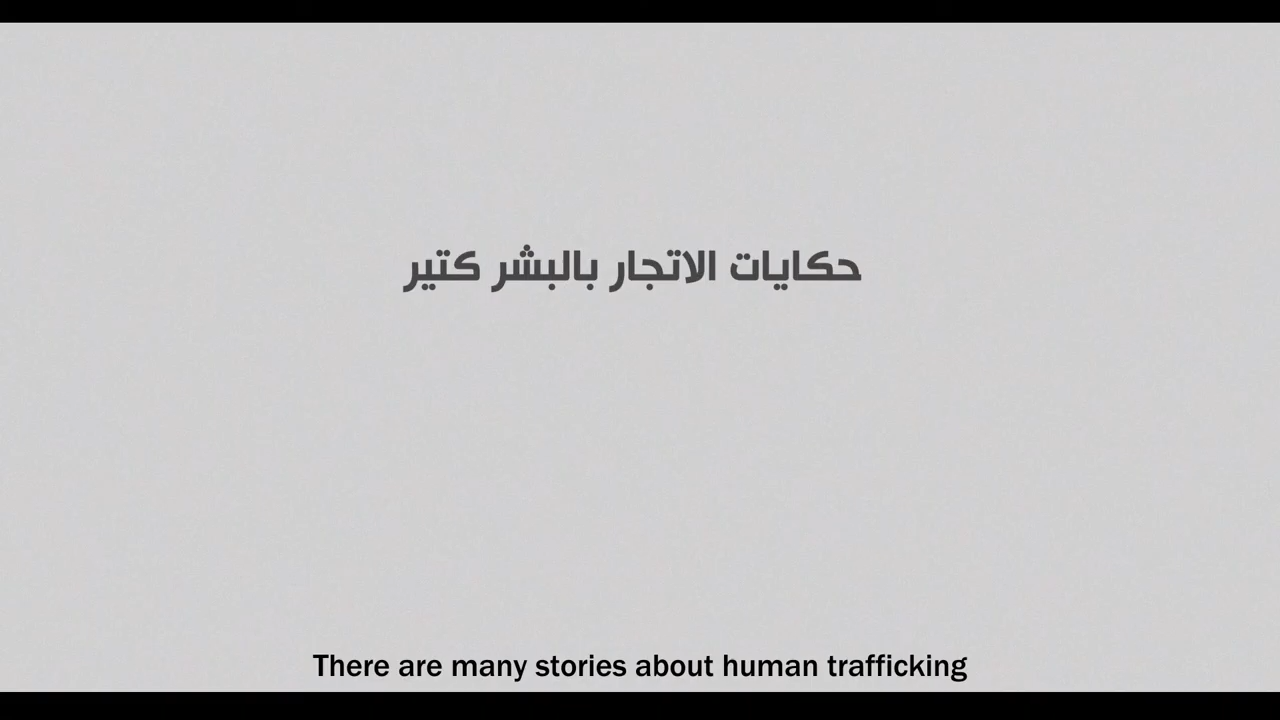 حكايات الاتجار بالبشر كتير
There are many stories about human trafficking